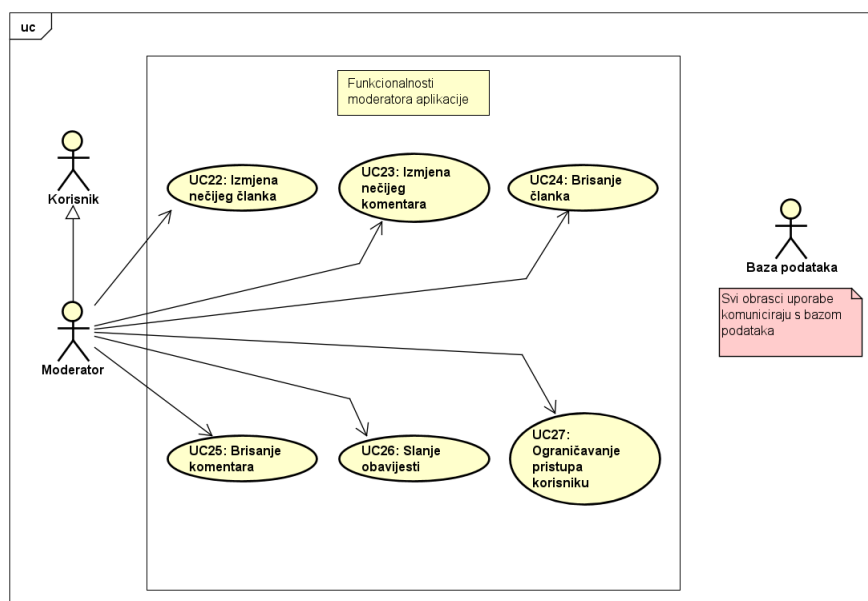 uc
Funkcionalnosti
moderatora aplikacije
Korisnik
UC22: Izmjena
nečijeg članka
UC23: Izmjena
nečijeg
komentara
UC24: Brisanje
članka
Baza podataka
Svi obrasci uporabe
komuniciraju s bazom
podataka
Moderator
UC25: Brisanje
komentara
UC26: Slanje
obavijesti
UC27:
Ograničavanje
pristupa
korisniku